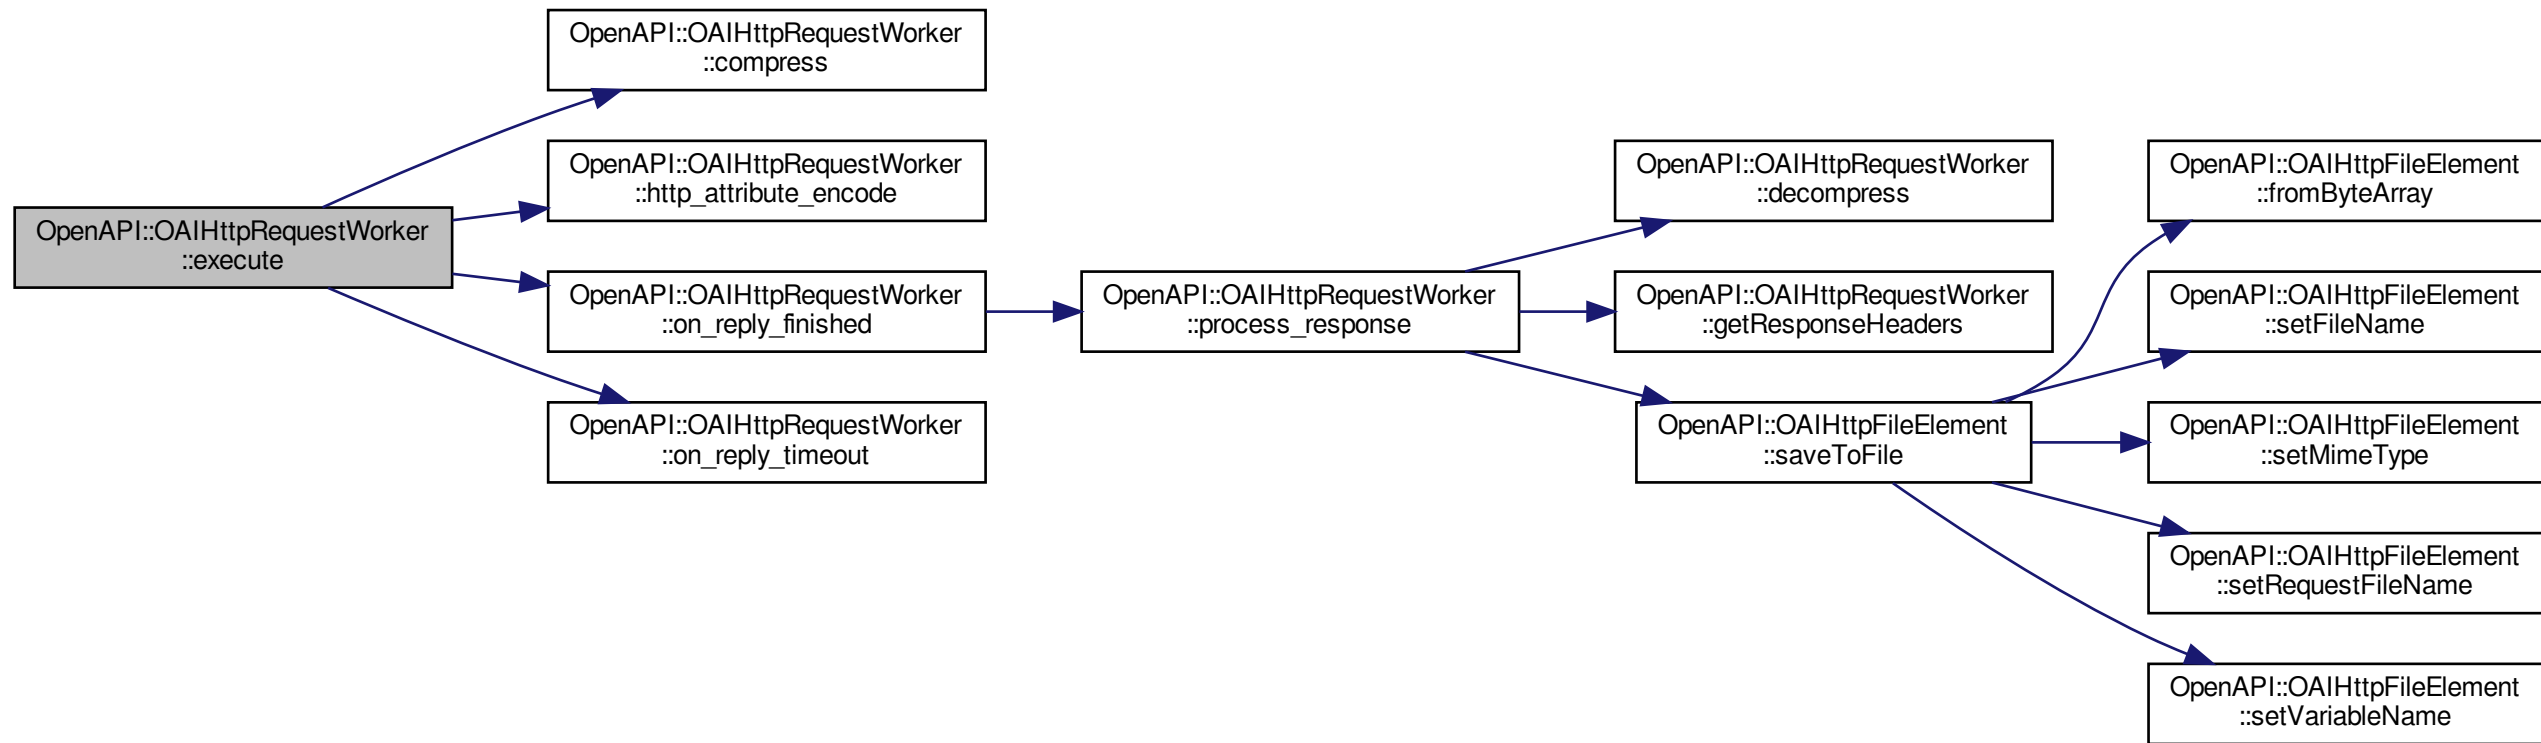 OpenAPI::OAIHttpRequestWorker
::execute
OpenAPI::OAIHttpRequestWorker
::compress
OpenAPI::OAIHttpRequestWorker
::http_attribute_encode
OpenAPI::OAIHttpRequestWorker
::on_reply_finished
OpenAPI::OAIHttpRequestWorker
::on_reply_timeout
OpenAPI::OAIHttpRequestWorker
::process_response
OpenAPI::OAIHttpRequestWorker
::decompress
OpenAPI::OAIHttpRequestWorker
::getResponseHeaders
OpenAPI::OAIHttpFileElement
::saveToFile
OpenAPI::OAIHttpFileElement
::fromByteArray
OpenAPI::OAIHttpFileElement
::setFileName
OpenAPI::OAIHttpFileElement
::setMimeType
OpenAPI::OAIHttpFileElement
::setRequestFileName
OpenAPI::OAIHttpFileElement
::setVariableName